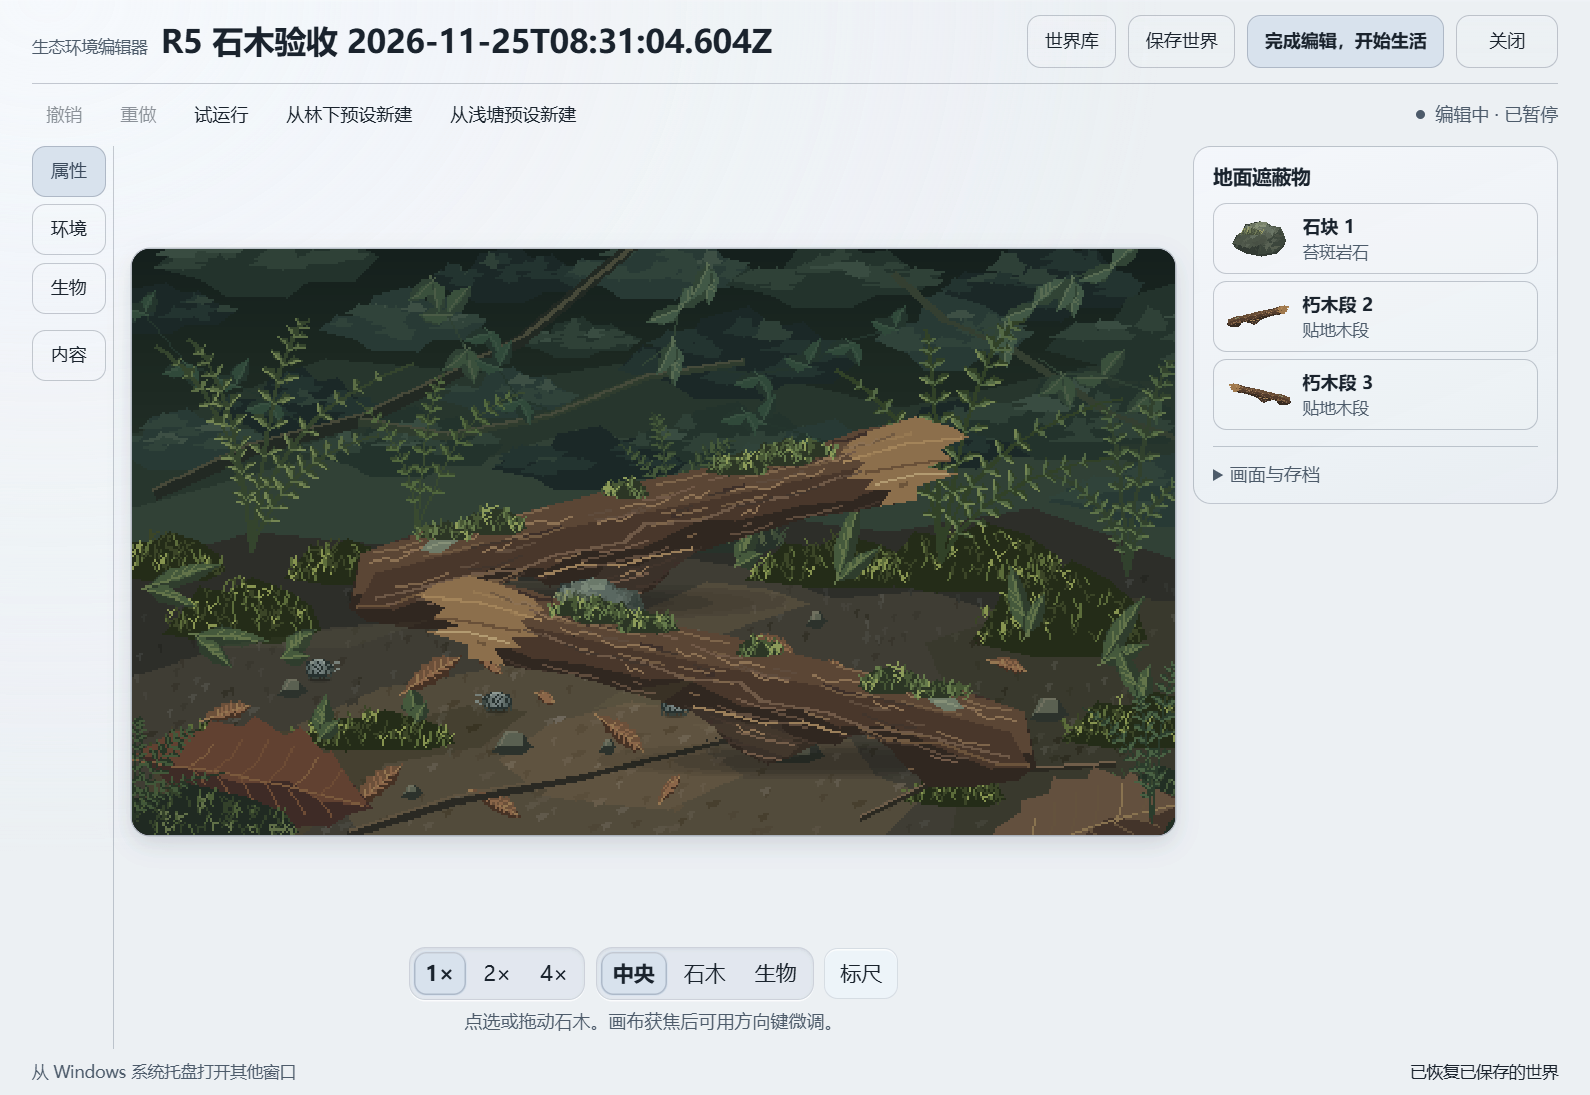 生态环境编辑器 R5 石木验收 2026-11-25T08:31:04.604Z
世界库 保存世界 完成编辑，开始生活 关闭
撤销 重做 试运行 从林下预设新建 从浅塘预设新建
编辑中 · 已暂停
属性
环境
生物
内容
地面遮蔽物
石块 1
苔斑岩石
朽木段 2
贴地木段
朽木段 3
贴地木段
画面与存档
1× 2× 4× 中央 石木 生物 标尺
点选或拖动石木。画布获焦后可用方向键微调。
从 Windows 系统托盘打开其他窗口
已恢复已保存的世界